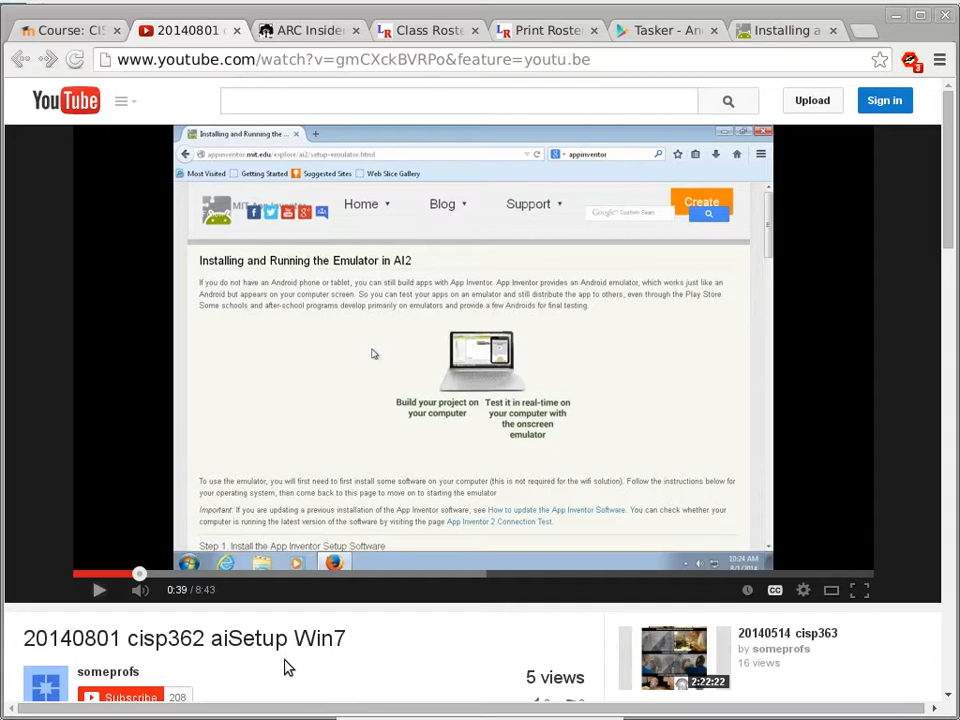 Course: CIS
20140801
ARC Inside
Class Roste
Print Roster
Tasker - An
Installing a
www.youtube.com/watch?v=gmCXckBVRPo&feature=youtu.be
3
YouTube
Upload
Sign in
Installing and Running the ...
appinventor.mit.edu/explore/ai2/setup-emulator.html
appinventor
Most Visited
Getting Started
Suggested Sites
Web Slice Gallery
MIT App Inventor
Home
Blog
Support
Google Custom Sear
Create
Installing and Running the Emulator in AI2
If you do not have an Android phone or tablet, you can still build apps with App Inventor. App Inventor provides an Android emulator, which works just like an
Android but appears on your computer screen. So you can test your apps on an emulator and still distribute the app to others, even through the Play Store.
Some schools and after-school programs develop primarily on emulators and provide a few Androids for final testing.
Build your project on
your computer
Test it in real-time on
your computer with
the onscreen
emulator
To use the emulator, you will first need to first install some software on your computer (this is not required for the wifi solution). Follow the instructions below for
your operating system, then come back to this page to move on to starting the emulator
Important: If you are updating a previous installation of the App Inventor software, see How to update the App Inventor Software. You can check whether your
computer is running the latest version of the software by visiting the page App Inventor 2 Connection Test.
Step 1. Install the App Inventor Setup Software
10:24 AM
8/1/2014
0:39 / 8:43
CC
20140801 cisp362 aiSetup Win7
someprofs
Subscribe 208
5 views
20140514 cisp363
by someprofs
16 views
2:22:22